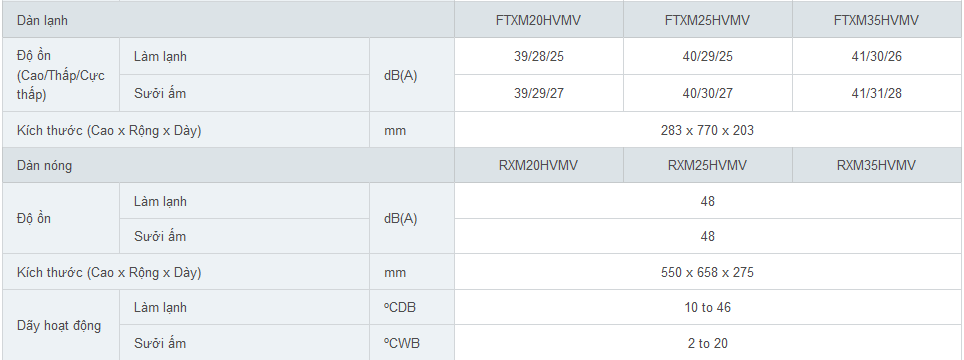 Dàn lạnh FTXM20HVMV FTXM25HVMV FTXM35HVMV
Độ ồn
(Cao/Thấp/Cực
thấp)
Làm lạnh dB(A) 39/28/25 40/29/25 41/30/26
Sưởi ấm 39/29/27 40/30/27 41/31/28
Kích thước (Cao x Rộng x Dày) mm 283 x 770 x 203
Dàn nóng RXM20HVMV RXM25HVMV RXM35HVMV
Độ ồn Làm lạnh dB(A) 48
Sưởi ấm 48
Kích thước (Cao x Rộng x Dày) mm 550 x 658 x 275
Dãy hoạt động Làm lạnh ºCDB 10 to 46
Sưởi ấm ºCWB 2 to 20